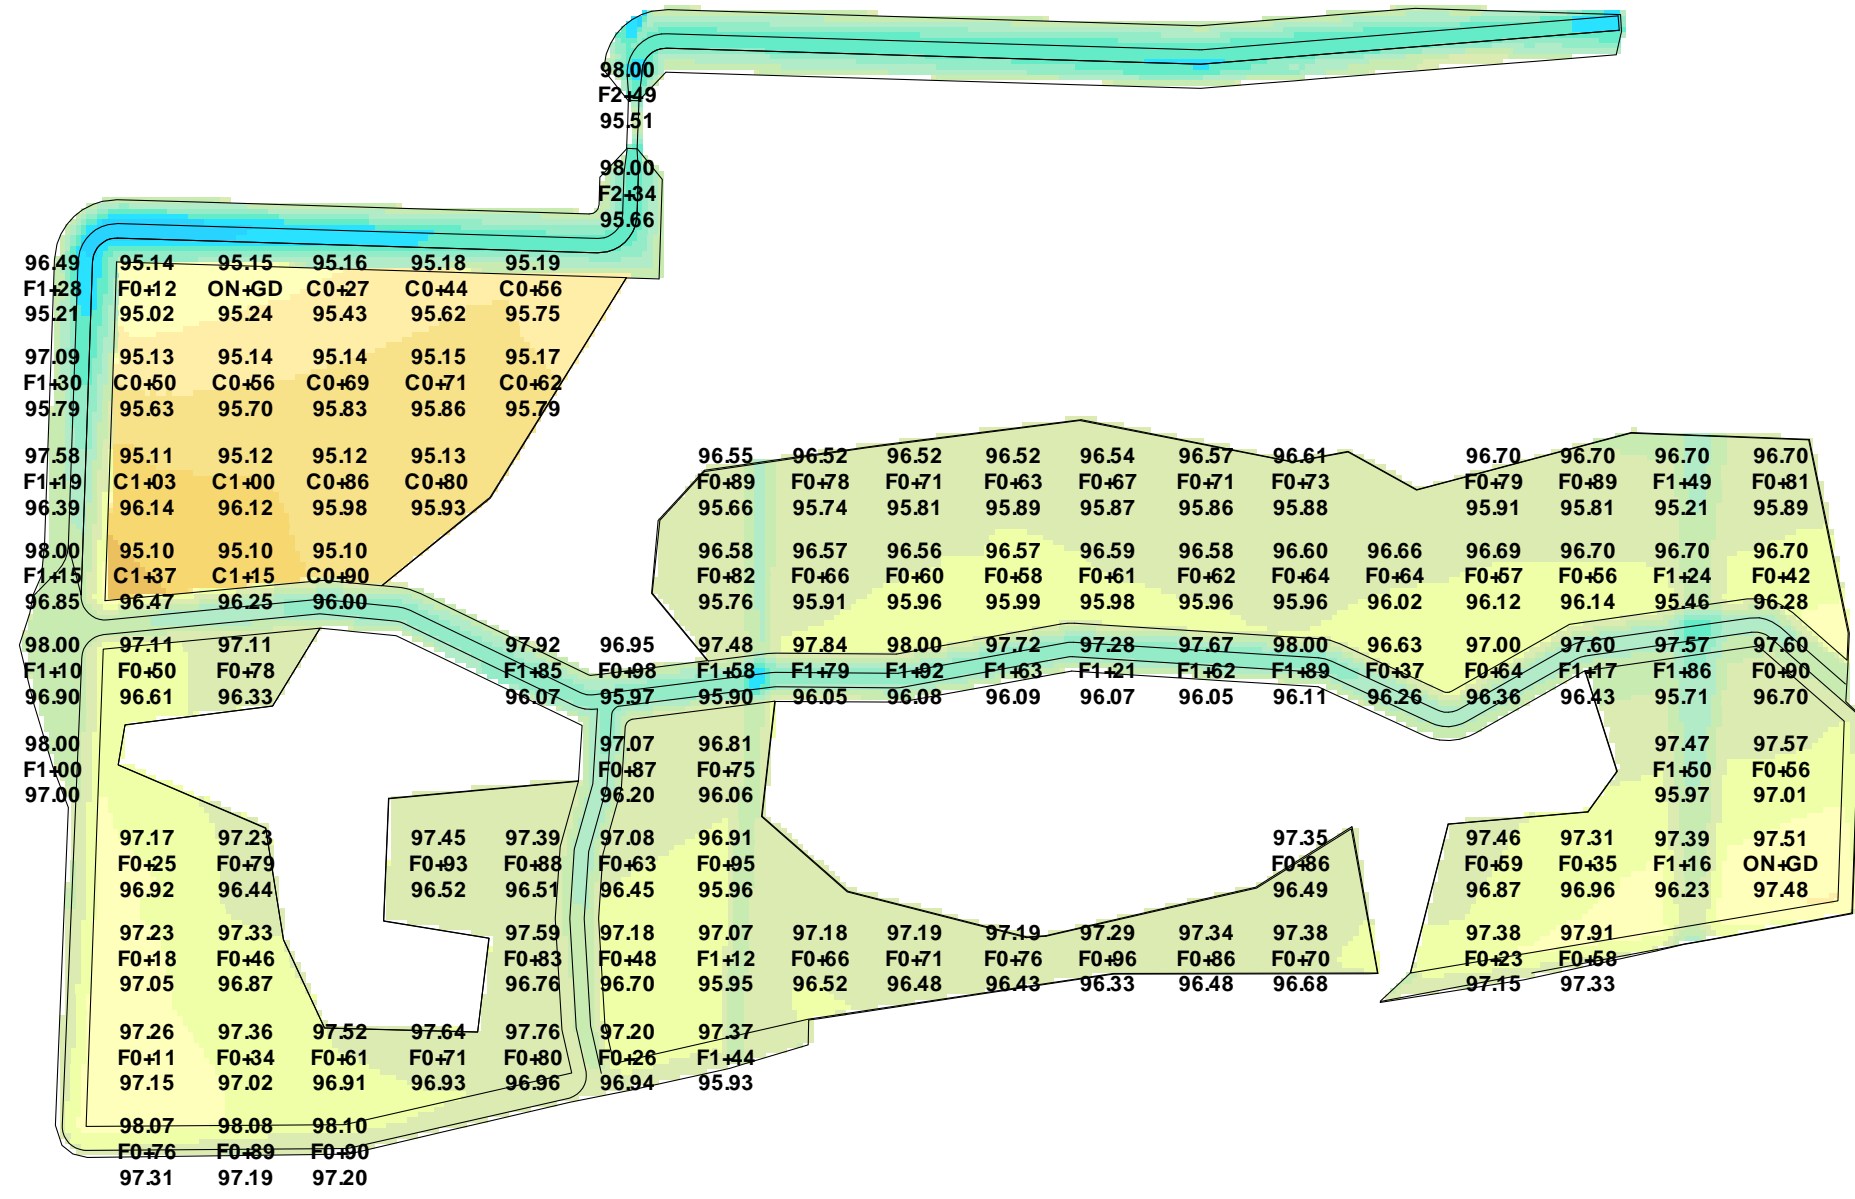 98.00
F2+49
95.51
98.00
F2+34
95.66
96.49 95.14 95.15 95.16 95.18 95.19
F1+28 F0+12 ON+GD C0+27 C0+44 C0+56
95.21 95.02 95.24 95.43 95.62 95.75
97.09 95.13 95.14 95.14 95.15 95.17
F1+30 C0+50 C0+56 C0+69 C0+71 C0+62
95.79 95.63 95.70 95.83 95.86 95.79
97.58 95.11 95.12 95.12 95.13 96.55 96.52 96.52 96.52 96.54 96.57 96.61 96.70 96.70 96.70 96.70
F1+19 C1+03 C1+00 C0+86 C0+80 F0+89 F0+78 F0+71 F0+63 F0+67 F0+71 F0+73 F0+79 F0+89 F1+49 F0+81
96.39 96.14 96.12 95.98 95.93 95.66 95.74 95.81 95.89 95.87 95.86 95.88 95.91 95.81 95.21 95.89
98.00 95.10 95.10 95.10 96.58 96.57 96.56 96.57 96.59 96.58 96.60 96.66 96.69 96.70 96.70 96.70
F1+15 C1+37 C1+15 C0+90 F0+82 F0+66 F0+60 F0+58 F0+61 F0+62 F0+64 F0+64 F0+57 F0+56 F1+24 F0+42
96.85 96.47 96.25 96.00 95.76 95.91 95.96 95.99 95.98 95.96 95.96 96.02 96.12 96.14 95.46 96.28
98.00 97.11 97.11 97.92 96.95 97.48 97.84 98.00 97.72 97.28 97.67 98.00 96.63 97.00 97.60 97.57 97.60
F1+10 F0+50 F0+78 F1+85 F0+98 F1+58 F1+79 F1+92 F1+63 F1+21 F1+62 F1+89 F0+37 F0+64 F1+17 F1+86 F0+90
96.90 96.61 96.33 96.07 95.97 95.90 96.05 96.08 96.09 96.07 96.05 96.11 96.26 96.36 96.43 95.71 96.70
98.00 97.07 96.81 97.47 97.57
F1+00 F0+87 F0+75 F1+50 F0+56
97.00 96.20 96.06 95.97 97.01
97.17 97.23 97.45 97.39 97.08 96.91 97.35 97.46 97.31 97.39 97.51
F0+25 F0+79 F0+93 F0+88 F0+63 F0+95 F0+86 F0+59 F0+35 F1+16 ON+GD
96.92 96.44 96.52 96.51 96.45 95.96 96.49 96.87 96.96 96.23 97.48
97.23 97.33 97.59 97.18 97.07 97.18 97.19 97.19 97.29 97.34 97.38 97.38 97.91
F0+18 F0+46 F0+83 F0+48 F1+12 F0+66 F0+71 F0+76 F0+96 F0+86 F0+70 F0+23 F0+58
97.05 96.87 96.76 96.70 95.95 96.52 96.48 96.43 96.33 96.48 96.68 97.15 97.33
97.26 97.36 97.52 97.64 97.76 97.20 97.37
F0+11 F0+34 F0+61 F0+71 F0+80 F0+26 F1+44
97.15 97.02 96.91 96.93 96.96 96.94 95.93
98.07 98.08 98.10
F0+76 F0+89 F0+90
97.31 97.19 97.20